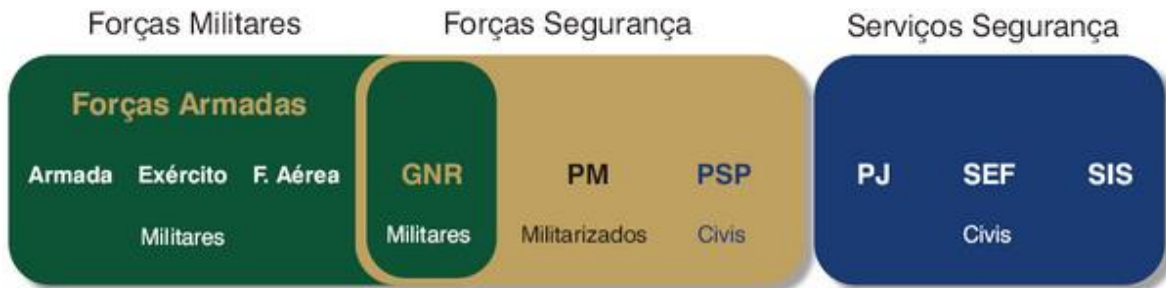 Forças Militares Forças Segurança Serviços Segurança
Forças Armadas
Armada Exército F. Aérea GNR PM PSP PJ SEF SIS
Militares Militares Militarizados Civis Civis